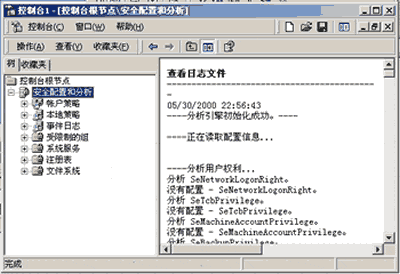 控制台1 - [控制台根节点\安全配置和分析]
控制台(C) 窗口(W) 帮助(H)
操作(A) 查看(V) 收藏夹(F)
树 收藏夹
控制台根节点
安全配置和分析
帐户策略
本地策略
事件日志
受限制的组
系统服务
注册表
文件系统
查看日志文件
-------------------------------------------
-
05/30/2000 22:56:43
----分析引擎初始化成功。----
----正在读取配置信息...
----分析用户权利...
分析 SeNetworkLogonRight。
没有配置 - SeNetworkLogonRight。
分析 SeTcbPrivilege。
没有配置 - SeTcbPrivilege。
分析 SeMachineAccountPrivilege。
没有配置 - SeMachineAccountPrivilege。
分析 SeBackupPrivilege。
完成